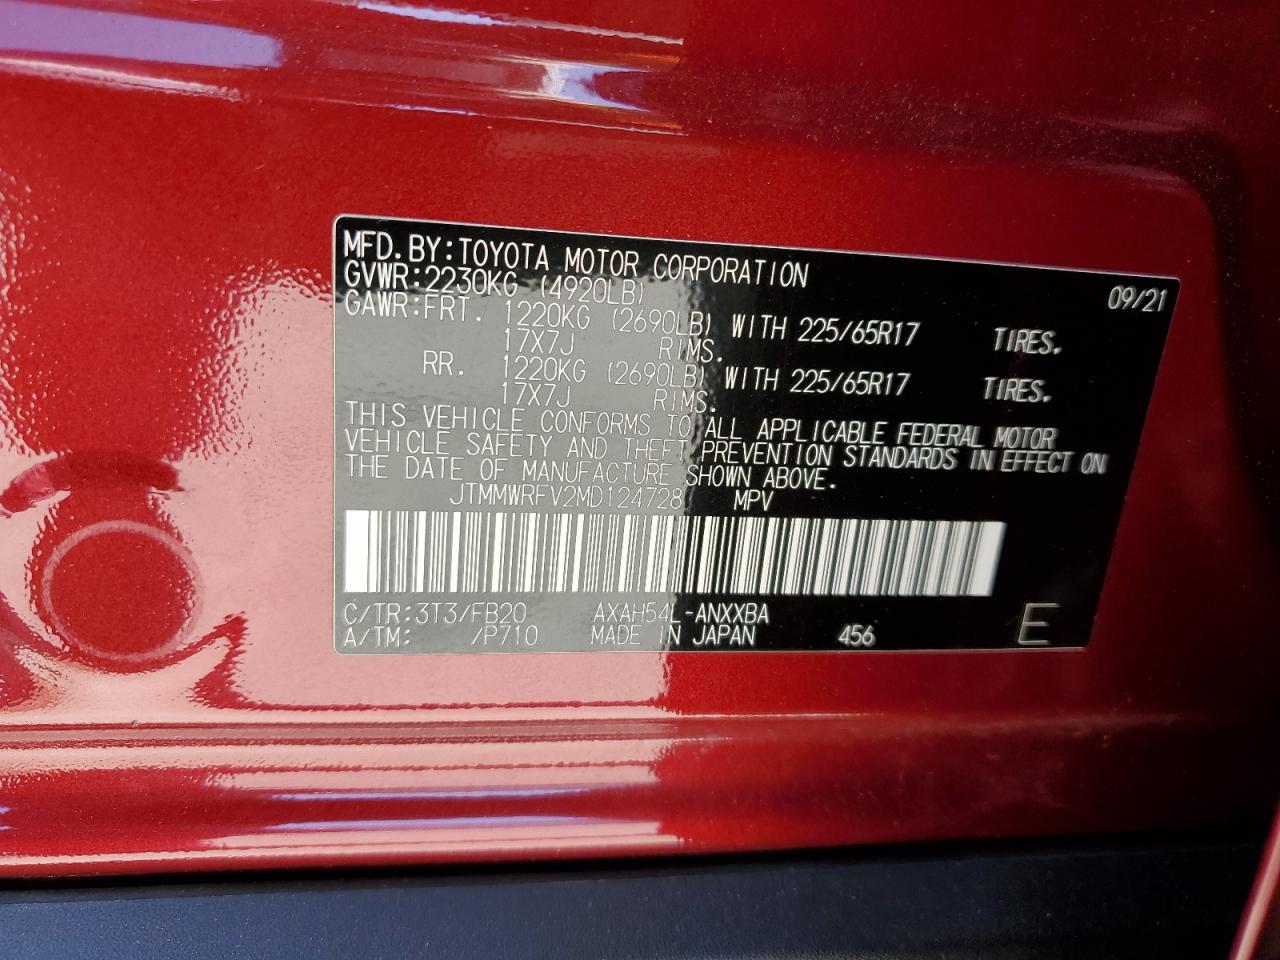 MFD.BY:TOYOTA MOTOR CORPORATION 09/21
GVWR:2230KG (4920LB)
GAWR:FRT. 1220KG (2690LB) WITH 225/65R17 TIRES.
17X7J RIMS.
RR. 1220KG (2690LB) WITH 225/65R17 TIRES.
17X7J RIMS.
THIS VEHICLE CONFORMS TO ALL APPLICABLE FEDERAL MOTOR
VEHICLE SAFETY AND THEFT PREVENTION STANDARDS IN EFFECT ON
THE DATE OF MANUFACTURE SHOWN ABOVE.
JTMMWRFV2MD124728 MPV
C/TR:3T3/FB20 AXAH54L-ANXXBA
A/TM: /P710 MADE IN JAPAN 456 E